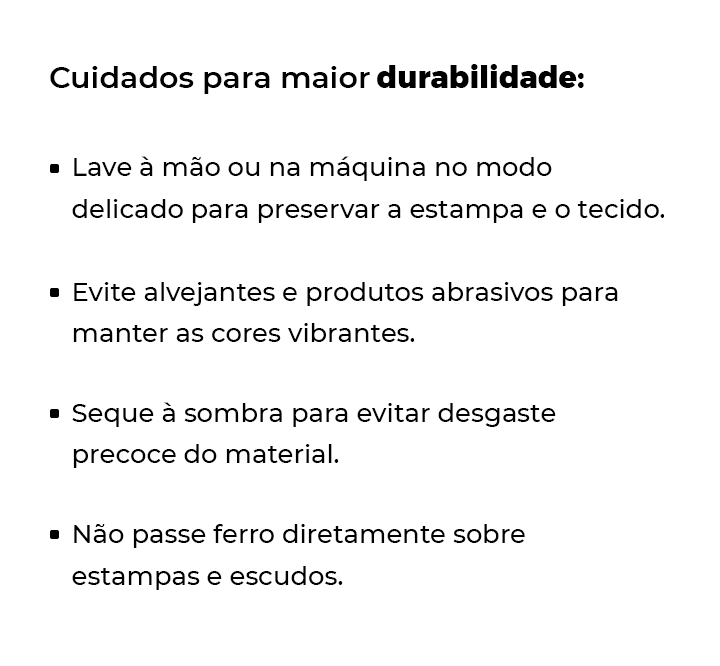 Cuidados para maior durabilidade:
▪ Lave à mão ou na máquina no modo
delicado para preservar a estampa e o tecido.
▪ Evite alvejantes e produtos abrasivos para
manter as cores vibrantes.
▪ Seque à sombra para evitar desgaste
precoce do material.
▪ Não passe ferro diretamente sobre
estampas e escudos.